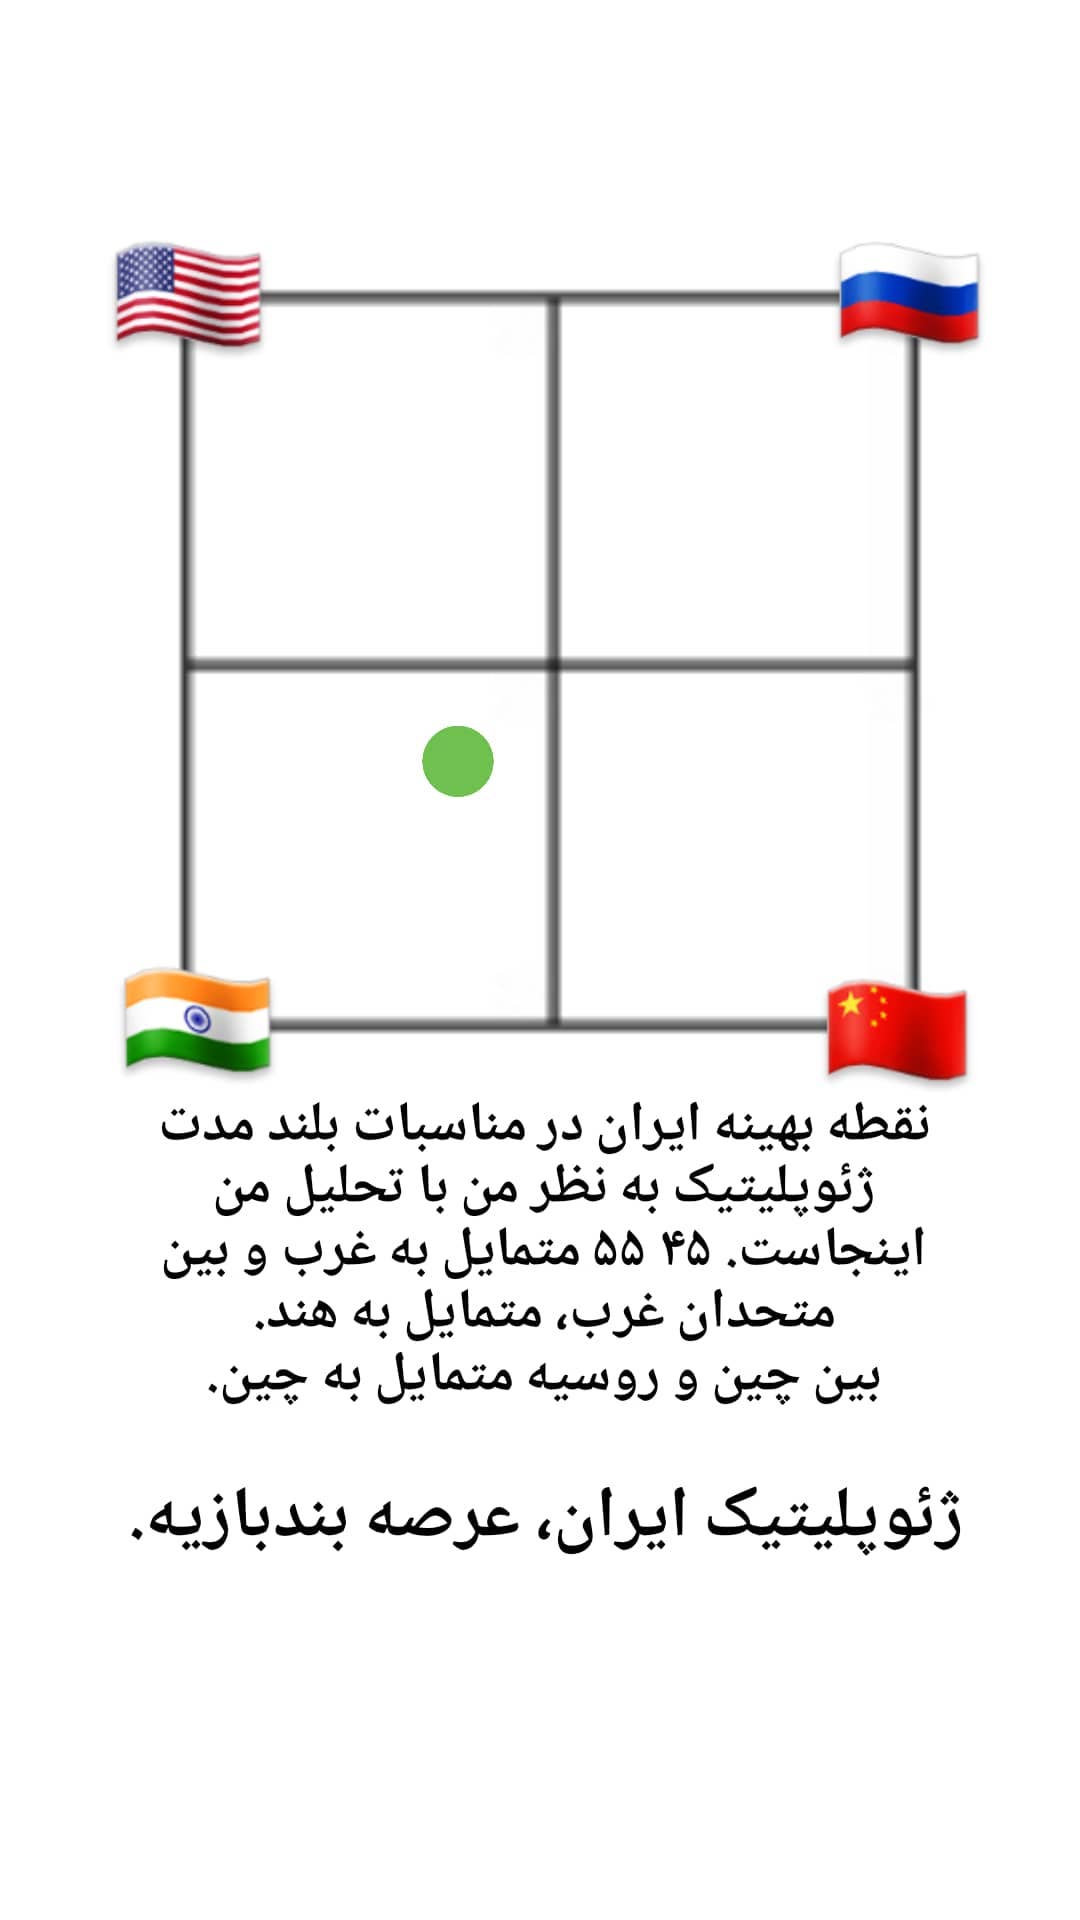 نقطه بهینه ایران در مناسبات بلند مدت
ژئوپلیتیک به نظر من با تحلیل من
اینجاست. ۴۵ ۵۵ متمایل به غرب و بین
متحدان غرب، متمایل به هند.
بین چین و روسیه متمایل به چین.
ژئوپلیتیک ایران، عرصه بندبازیه.